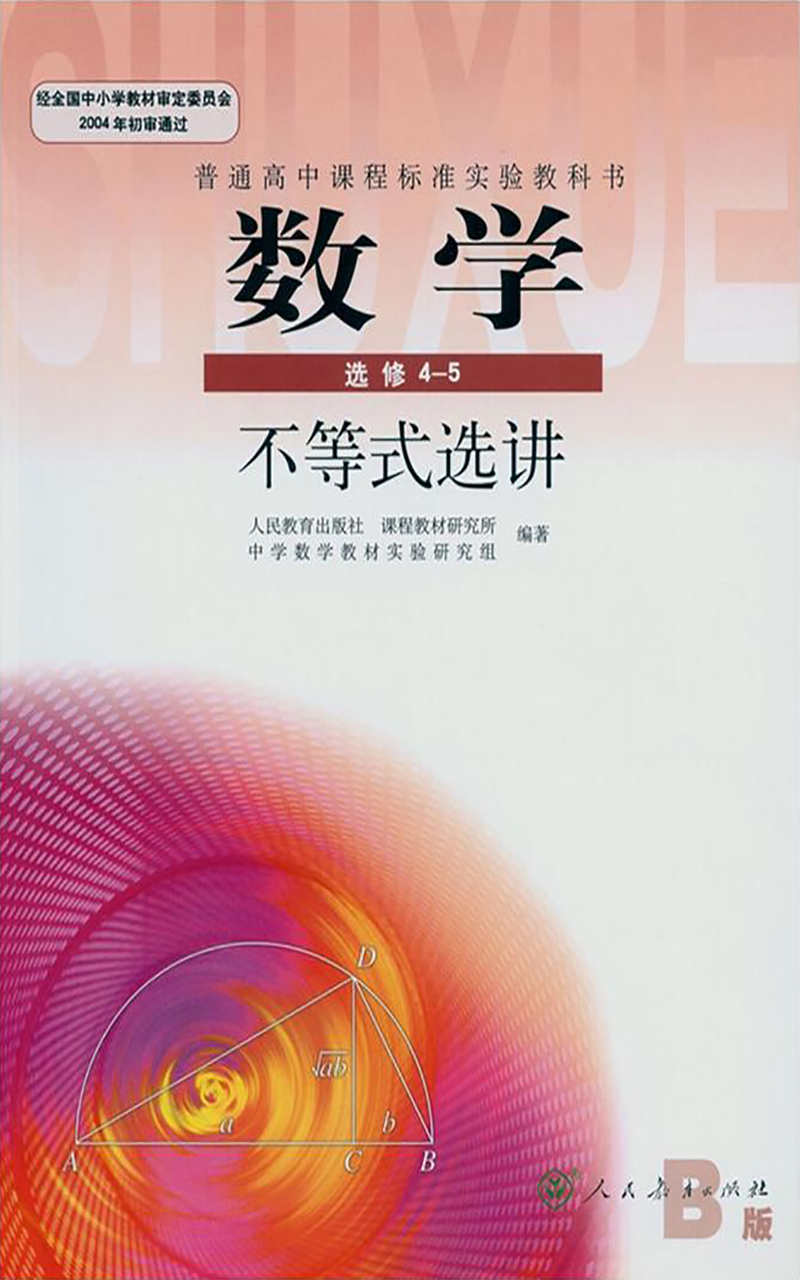 SHUXUE
经全国中小学教材审定委员会
2004年初审通过
普通高中课程标准实验教科书
数学
选修 4-5
不等式选讲
人民教育出版社 课程教材研究所
中学数学教材实验研究组
编著
D
√ab
a
b
A
C
B
人民教育出版社
B版